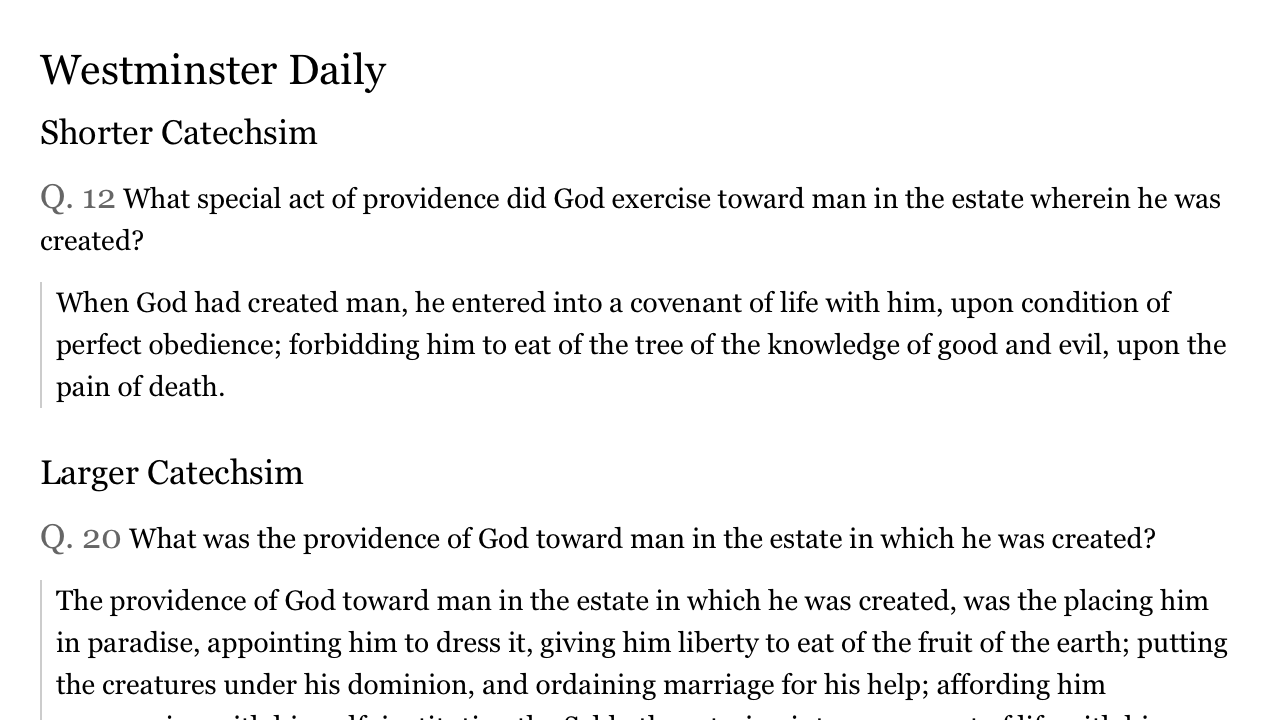 Westminster Daily
Shorter Catechsim
Q. 12 What special act of providence did God exercise toward man in the estate wherein he was
created?
When God had created man, he entered into a covenant of life with him, upon condition of
perfect obedience; forbidding him to eat of the tree of the knowledge of good and evil, upon the
pain of death.
Larger Catechsim
Q. 20 What was the providence of God toward man in the estate in which he was created?
The providence of God toward man in the estate in which he was created, was the placing him
in paradise, appointing him to dress it, giving him liberty to eat of the fruit of the earth; putting
the creatures under his dominion, and ordaining marriage for his help; affording him